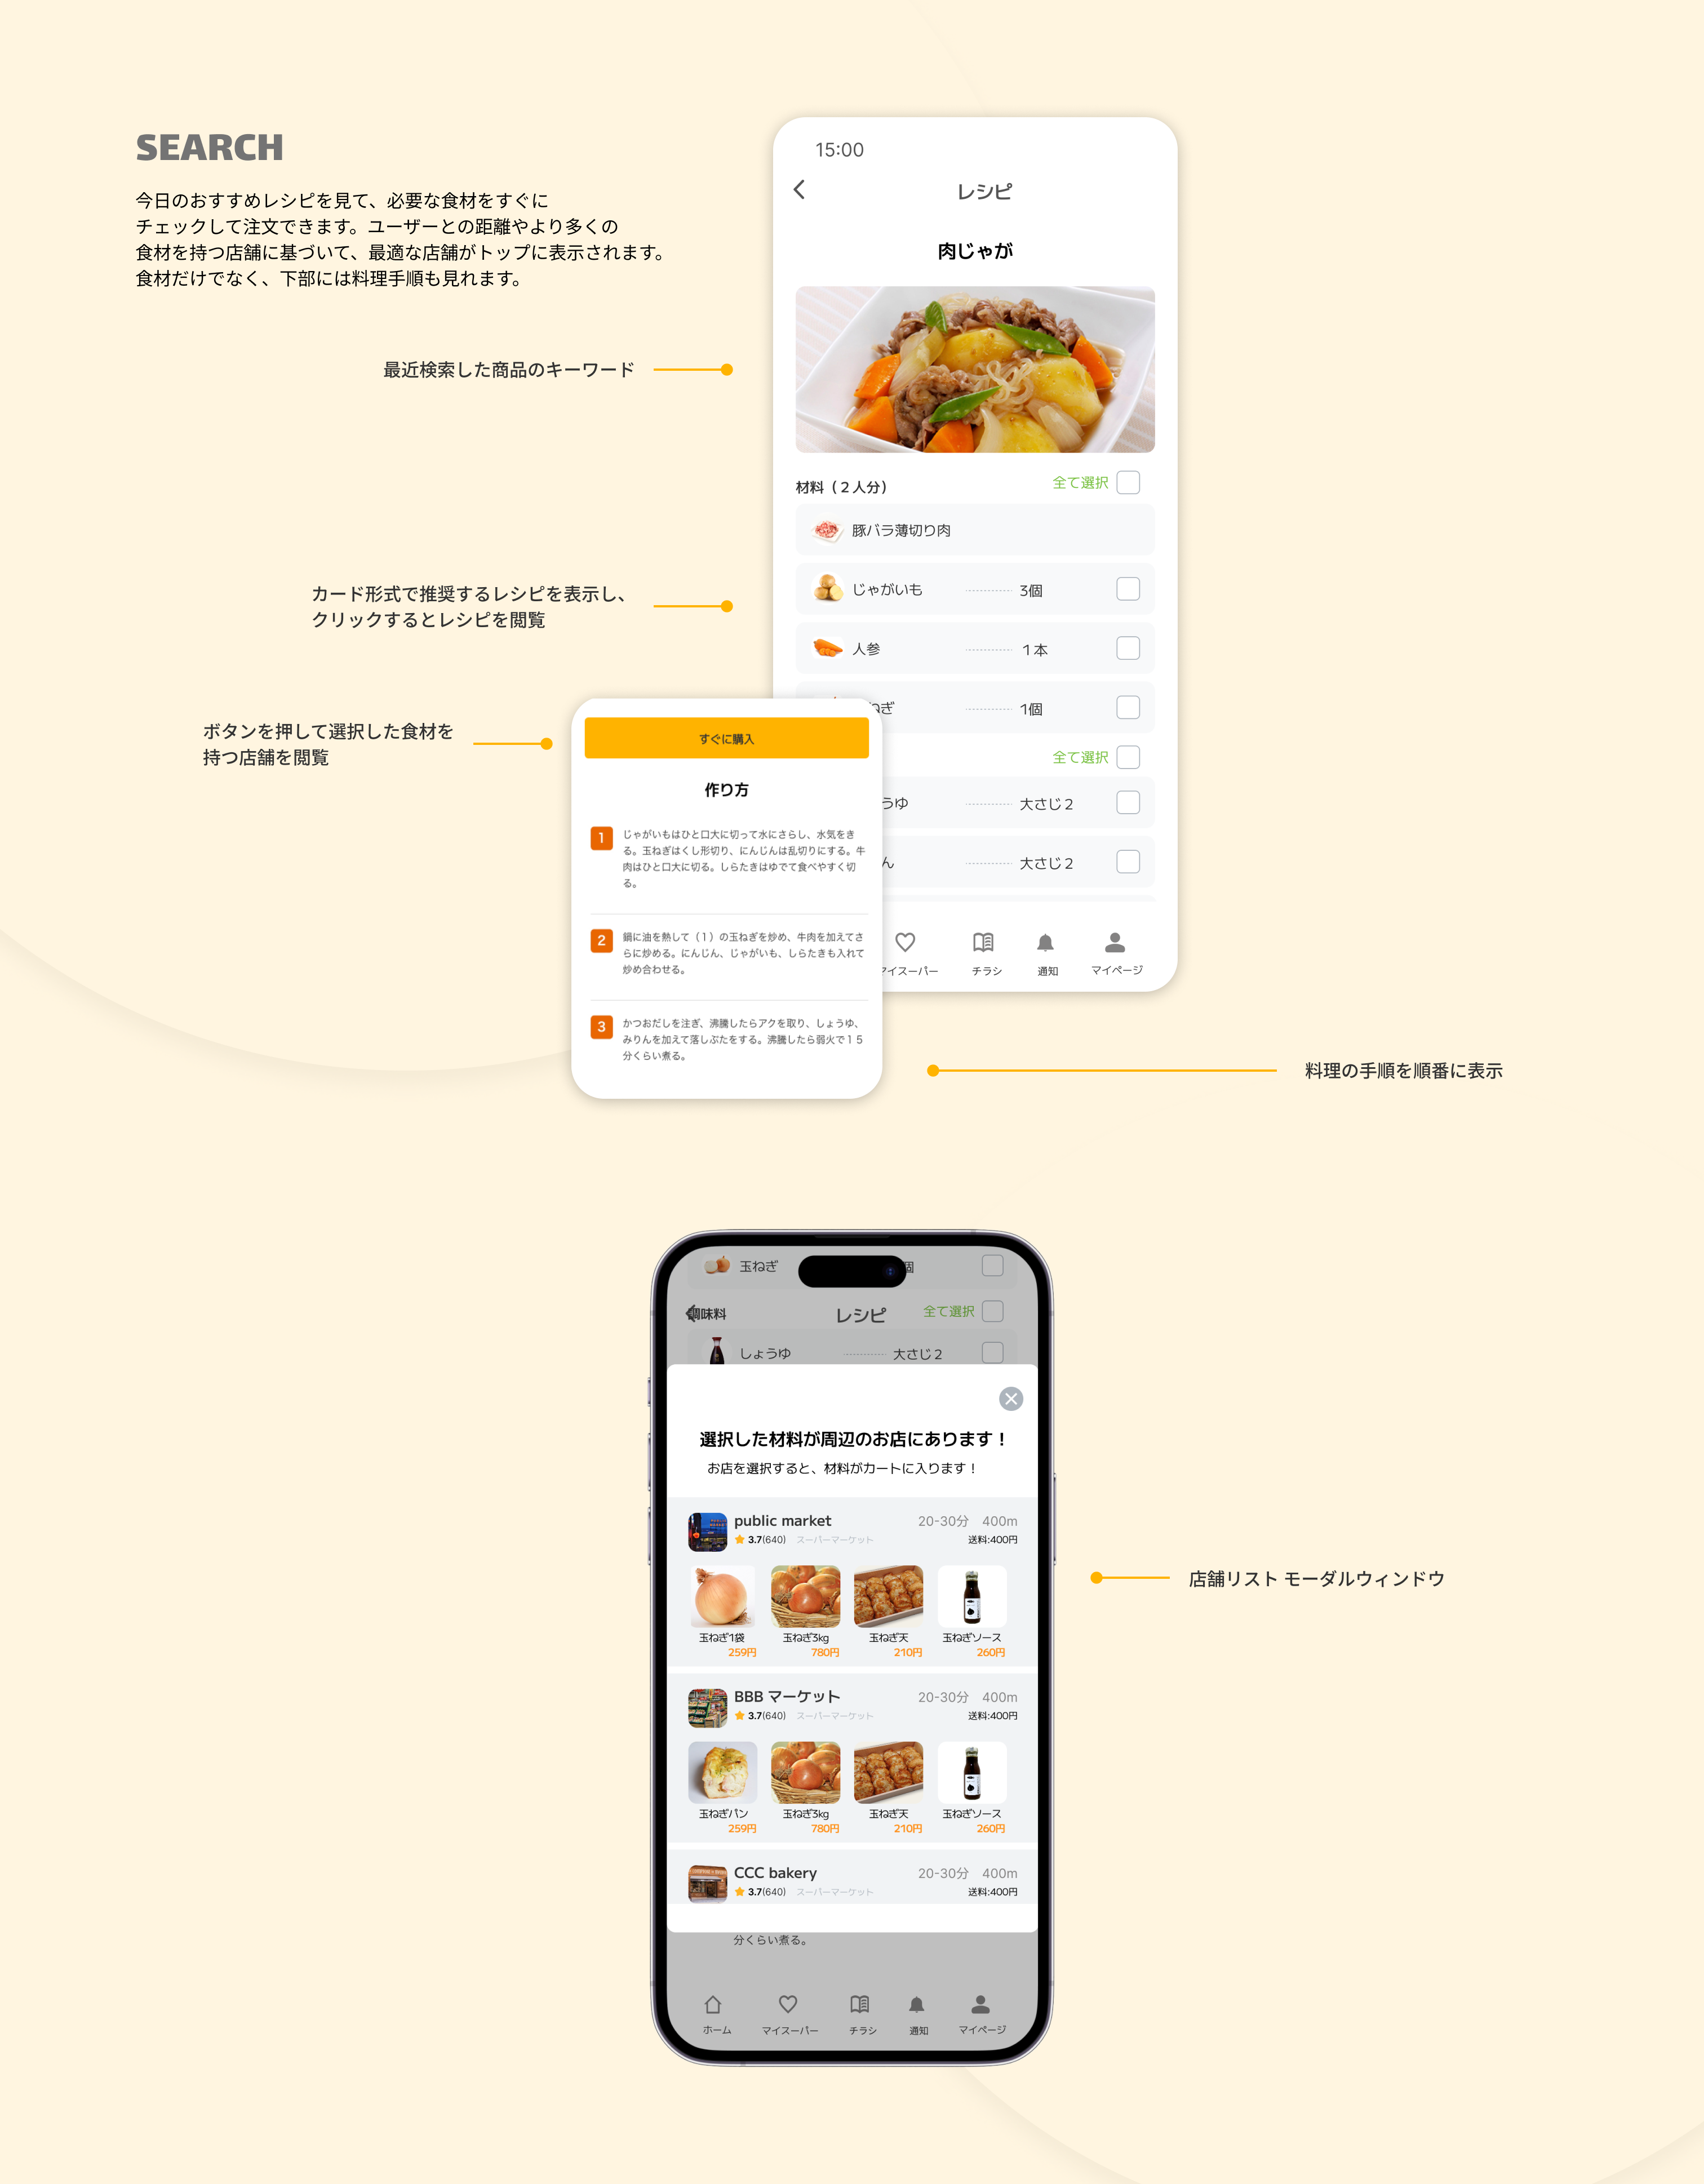 SEARCH
今日のおすすめレシピを見て、必要な食材をすぐに
チェックして注文できます。ユーザーとの距離やより多くの
食材を持つ店舗に基づいて、最適な店舗がトップに表示されます。
食材だけでなく、下部には料理手順も見れます。
最近検索した商品のキーワード
カード形式で推奨するレシピを表示し、
クリックするとレシピを閲覧
ボタンを押して選択した食材を
持つ店舗を閲覧
15:00
レシピ
肉じゃが
材料（２人分）
全て選択
豚バラ薄切り肉
じゃがいも 3個
人参 １本
ねぎ 1個
全て選択
うゆ 大さじ２
ん 大さじ２
マイスーパー チラシ 通知 マイページ
すぐに購入
作り方
1 じゃがいもはひと口大に切って水にさらし、水気をき
る。玉ねぎはくし形切り、にんじんは乱切りにする。牛
肉はひと口大に切る。しらたきはゆでて食べやすく切
る。
2 鍋に油を熱して（１）の玉ねぎを炒め、牛肉を加えてさ
らに炒める。にんじん、じゃがいも、しらたきも入れて
炒め合わせる。
3 かつおだしを注ぎ、沸騰したらアクを取り、しょうゆ、
みりんを加えて落しぶたをする。沸騰したら弱火で１５
分くらい煮る。
料理の手順を順番に表示
玉ねぎ 個
調味料 レシピ 全て選択
しょうゆ 大さじ２
選択した材料が周辺のお店にあります！
お店を選択すると、材料がカートに入ります！
public market 20-30分 400m
3.7(640) スーパーマーケット 送料:400円
玉ねぎ1袋 玉ねぎ3kg 玉ねぎ天 玉ねぎソース
259円 780円 210円 260円
BBB マーケット 20-30分 400m
3.7(640) スーパーマーケット 送料:400円
玉ねぎパン 玉ねぎ3kg 玉ねぎ天 玉ねぎソース
259円 780円 210円 260円
CCC bakery 20-30分 400m
3.7(640) スーパーマーケット 送料:400円
分くらい煮る。
ホーム マイスーパー チラシ 通知 マイページ
店舗リスト モーダルウィンドウ